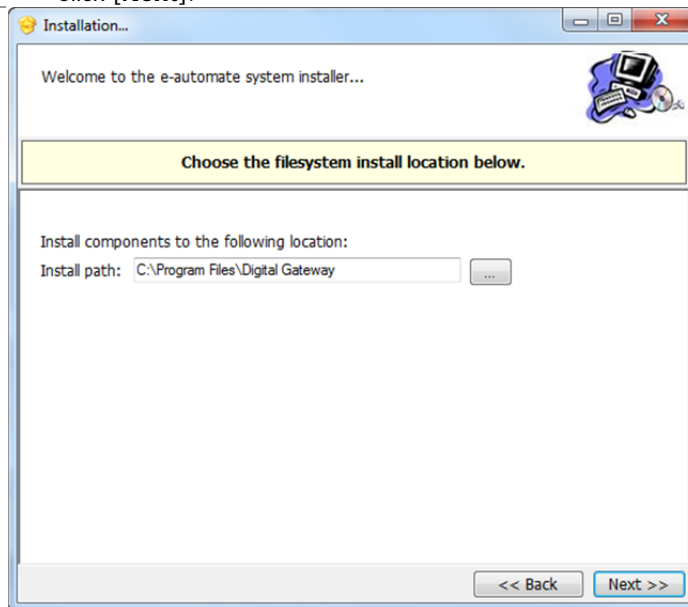 Installation...
Welcome to the e-automate system installer...
Choose the filesystem install location below.
Install components to the following location:
Install path: C:\Program Files\Digital Gateway ...
<< Back Next >>